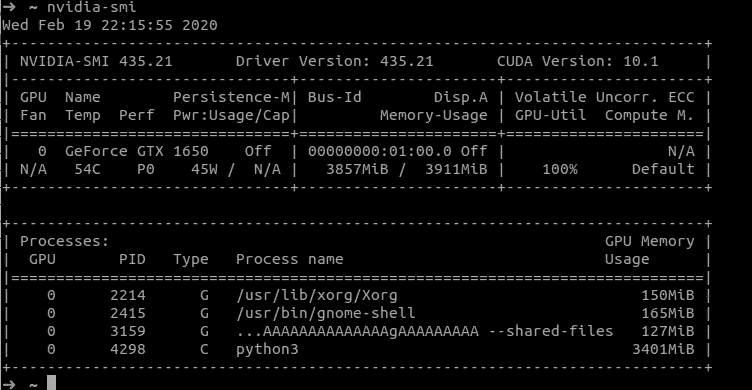 ➜  ~ nvidia-smi
Wed Feb 19 22:15:55 2020
+-----------------------------------------------------------------------------+
| NVIDIA-SMI 435.21       Driver Version: 435.21       CUDA Version: 10.1     |
|-------------------------------+----------------------+----------------------+
| GPU  Name        Persistence-M| Bus-Id        Disp.A | Volatile Uncorr. ECC |
| Fan  Temp  Perf  Pwr:Usage/Cap|         Memory-Usage | GPU-Util  Compute M. |
|===============================+======================+======================|
|   0  GeForce GTX 1650    Off  | 00000000:01:00.0 Off |                  N/A |
| N/A   54C    P0    45W /  N/A |   3857MiB /  3911MiB |    100%      Default |
+-------------------------------+----------------------+----------------------+

+-----------------------------------------------------------------------------+
| Processes:                                                       GPU Memory |
|  GPU       PID   Type   Process name                             Usage      |
|=============================================================================|
|    0      2214      G   /usr/lib/xorg/Xorg                           150MiB |
|    0      2415      G   /usr/bin/gnome-shell                         165MiB |
|    0      3159      G   ...AAAAAAAAAAAAAAgAAAAAAAAA --shared-files   127MiB |
|    0      4298      C   python3                                     3401MiB |
+-----------------------------------------------------------------------------+
➜  ~